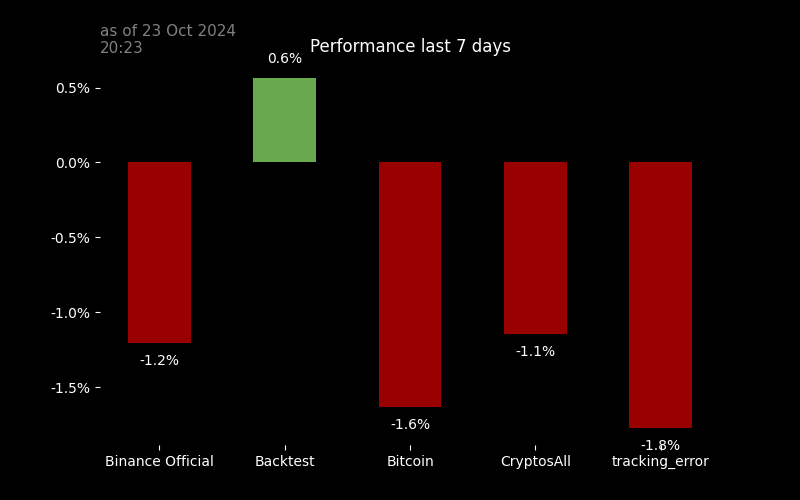 as of 23 Oct 2024
20:23
Performance last 7 days
0.6%
0.5%
0.0%
-0.5%
-1.0%
-1.5%
-1.2%
-1.6%
-1.1%
-1.8%
Binance Official
Backtest
Bitcoin
CryptosAll
tracking_error